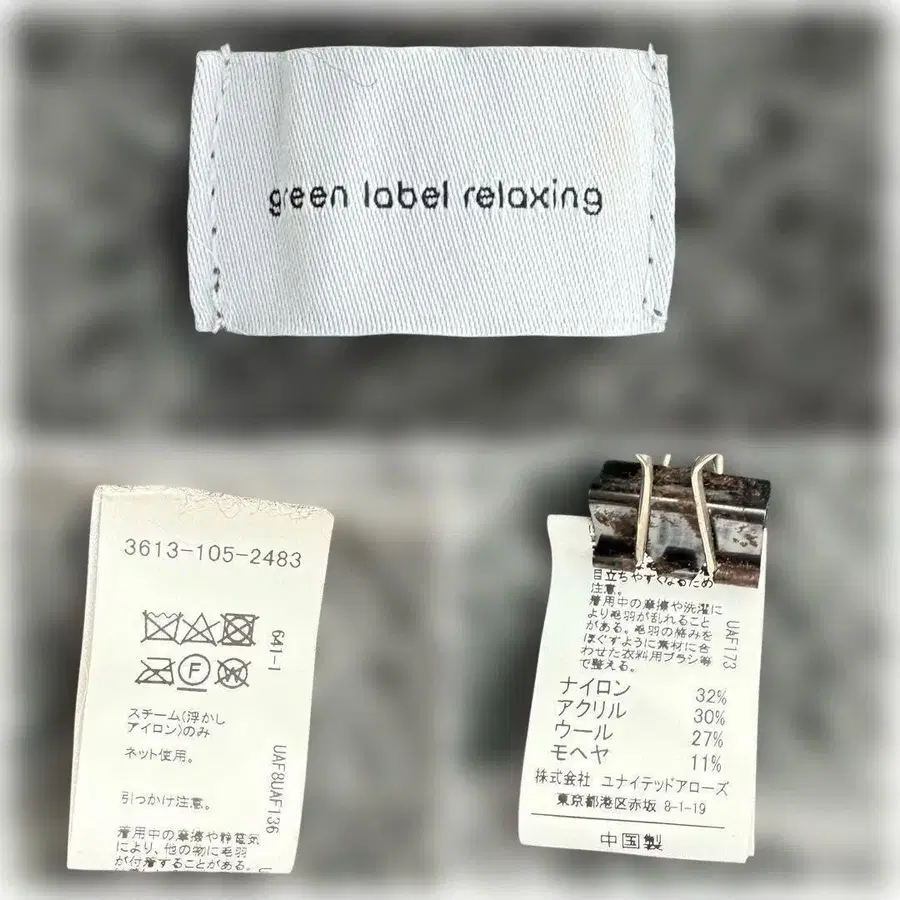 green label relaxing
3613-105-2483
641-1
F
W
スチーム(浮かし
アイロン)のみ
ネット使用。
引っかけ注意。
UAF8UAF136
着用中の摩擦や静電気
により、他の物に毛羽
が付着することがある。
目立ちやすくなるため
注意。
着用中の摩擦や洗濯に
より毛羽が乱れること
がある。毛羽の絡みを
ほぐすように素材に合
わせた衣料用ブラシ等
で整える。
UAF173
ナイロン 32%
アクリル 30%
ウール 27%
モヘヤ 11%
株式会社 ユナイテッドアローズ
東京都港区赤坂 8-1-19
中国製